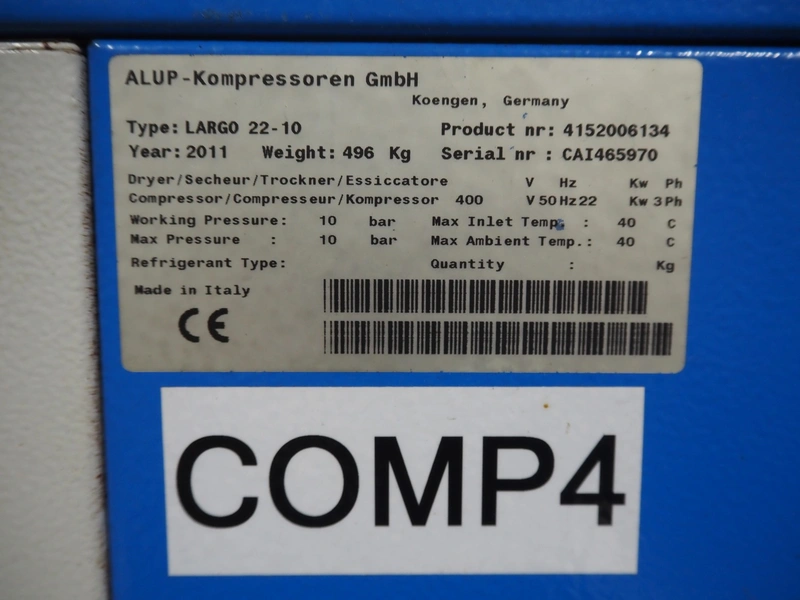 ALUP-Kompressoren GmbH
Koengen, Germany
Type: LARGO 22-10 Product nr: 4152006134
Year: 2011 Weight: 496 Kg Serial nr : CAI465970
Dryer/Secheur/Trockner/Essiccatore V Hz Kw Ph
Compressor/Compresseur/Kompressor 400 V 50 Hz 22 Kw 3 Ph
Working Pressure: 10 bar Max Inlet Temp. : 40 C
Max Pressure : 10 bar Max Ambient Temp.: 40 C
Refrigerant Type: Quantity : Kg
Made in Italy
CE
COMP4